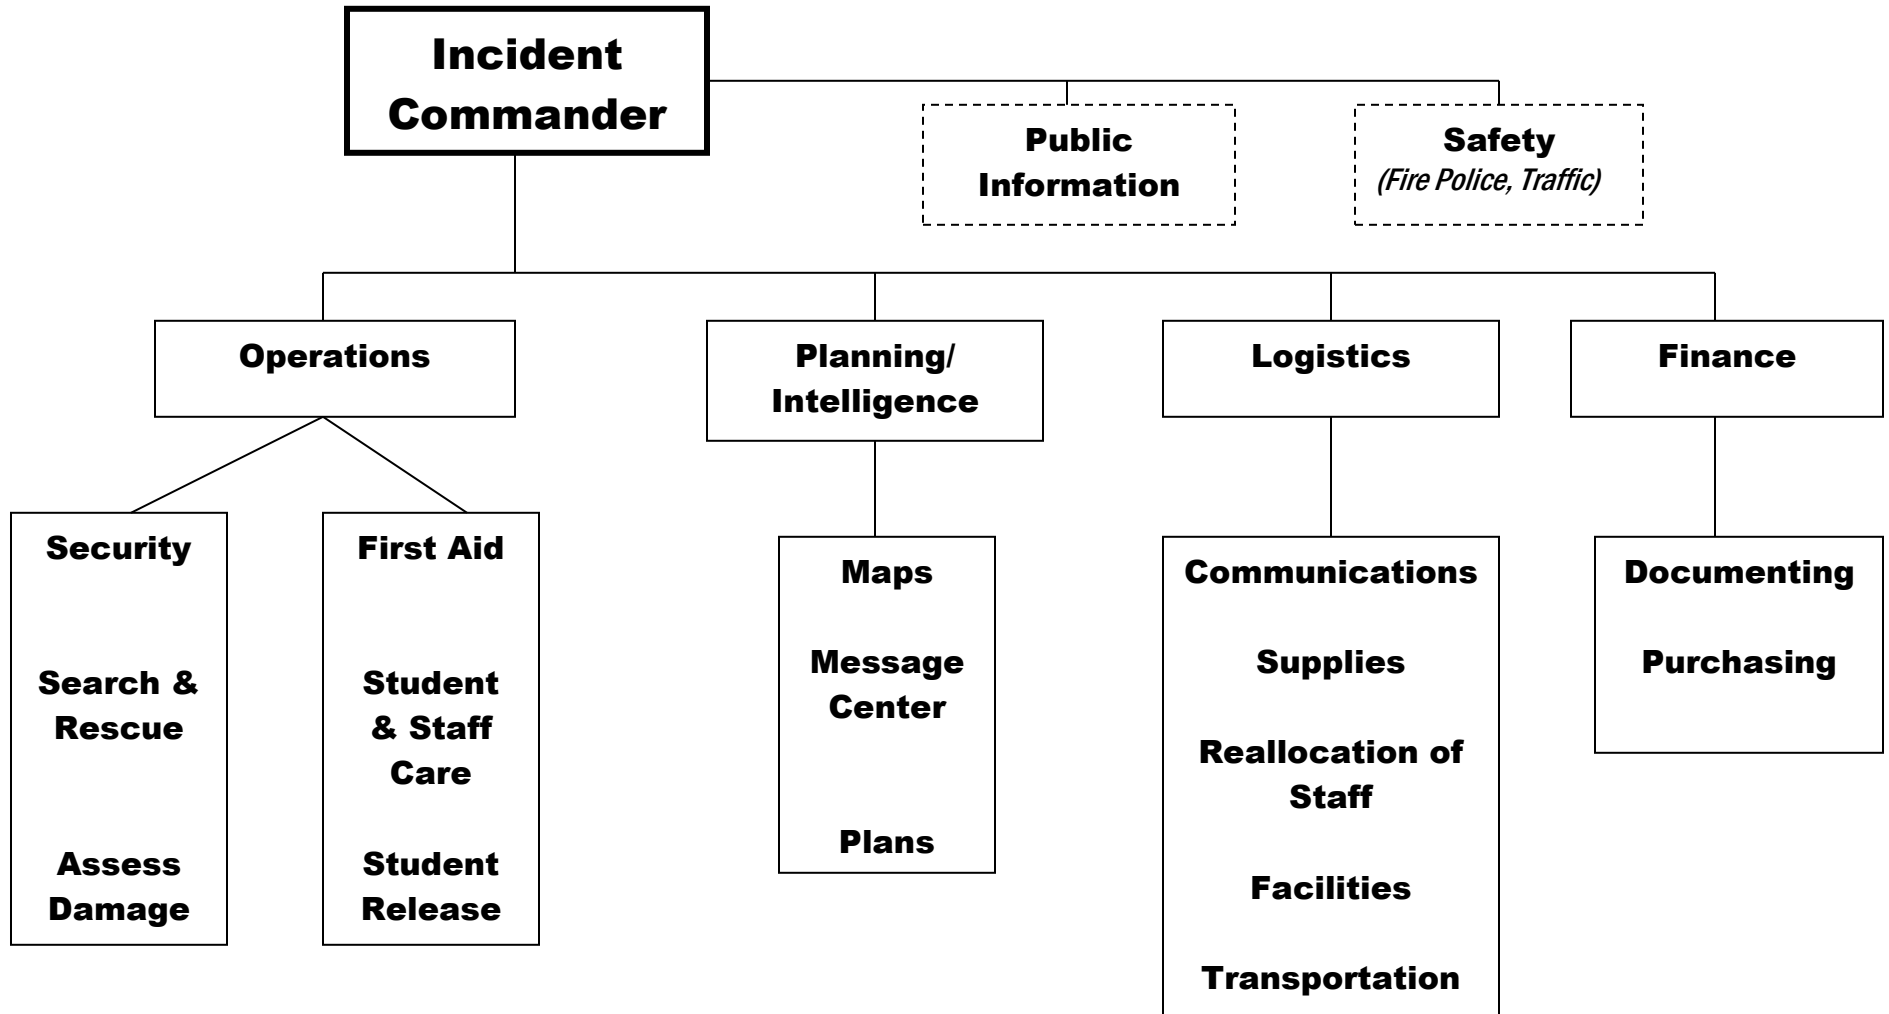 Incident
Commander
Public
Information
Safety
(Fire Police, Traffic)
Operations
Planning/
Intelligence
Logistics
Finance
Security
Search &
Rescue
Assess
Damage
First Aid
Student
& Staff
Care
Student
Release
Maps
Message
Center
Plans
Communications
Supplies
Reallocation of
Staff
Facilities
Transportation
Documenting
Purchasing